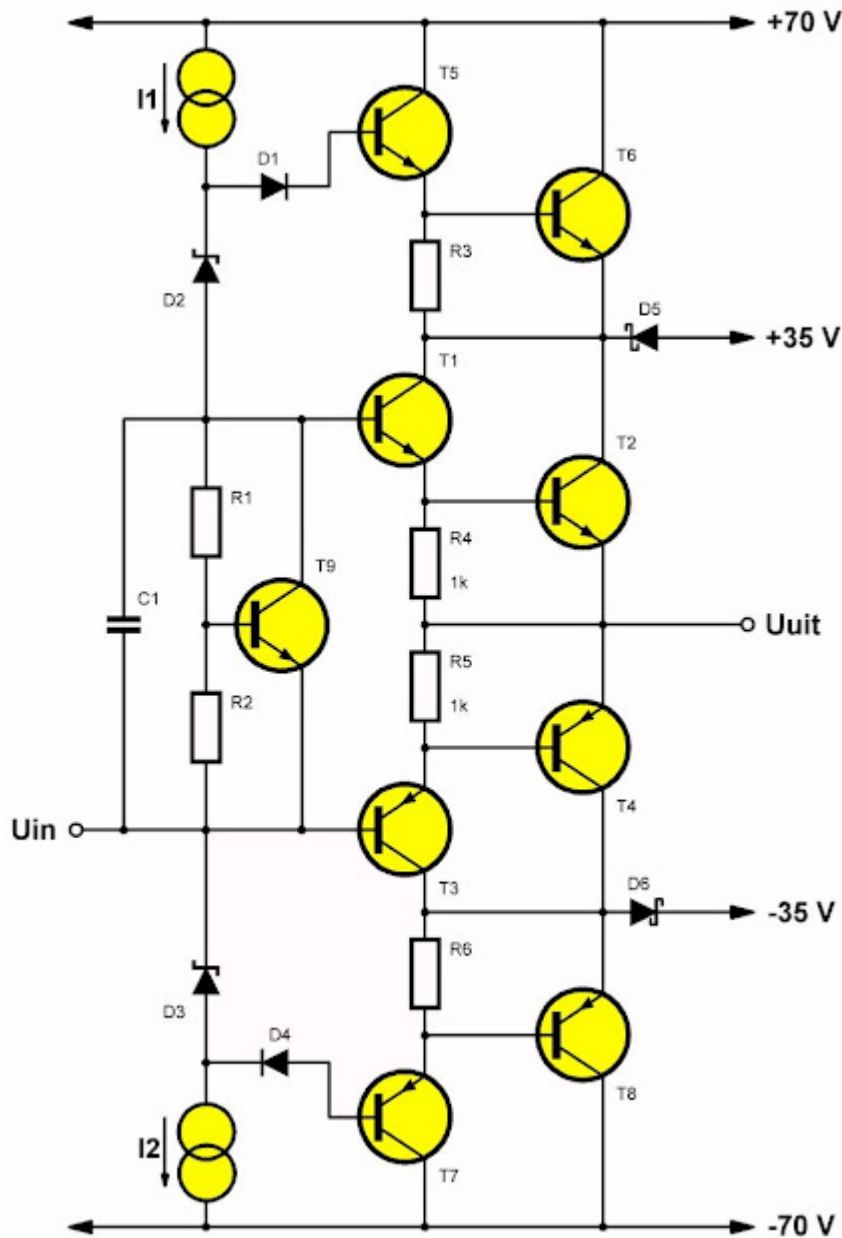 +70 V
I1
T5
D1
T6
R3
D2
D5
+35 V
T1
T2
R1
R4
T9
1k
C1
Uuit
R5
R2
1k
Uin
T4
T3
D6
-35 V
R6
D3
D4
T8
I2
T7
-70 V